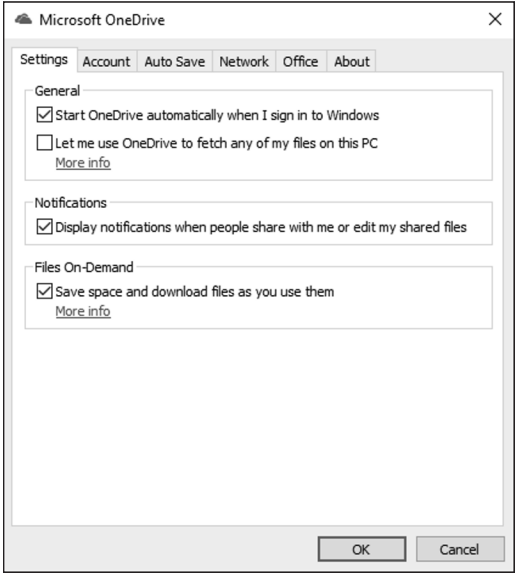 Microsoft OneDrive
Settings Account Auto Save Network Office About
General
Start OneDrive automatically when I sign in to Windows
Let me use OneDrive to fetch any of my files on this PC
More info
Notifications
Display notifications when people share with me or edit my shared files
Files On-Demand
Save space and download files as you use them
More info
OK Cancel